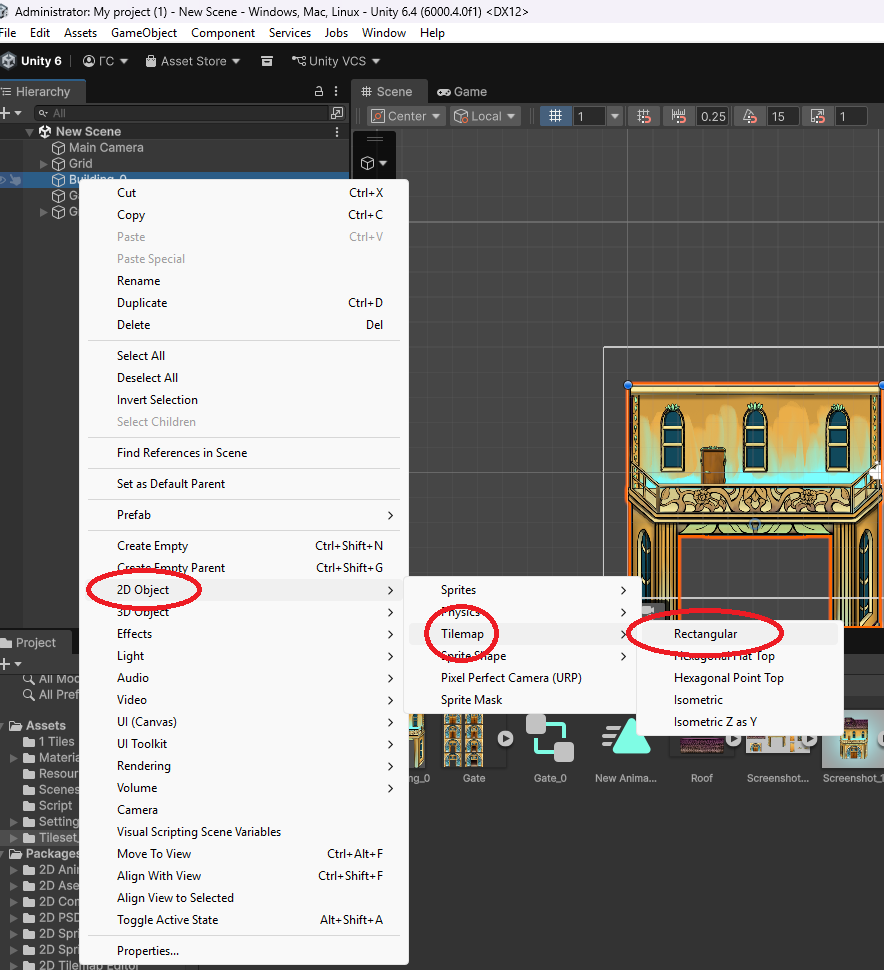 Administrator: My project (1) - New Scene - Windows, Mac, Linux - Unity 6.4 (6000.4.0f1) <DX12>
File Edit Assets GameObject Component Services Jobs Window Help
Unity 6 ГС Asset Store Unity VCS
Hierarchy
Scene Game
All
Center Local 1 0.25 15 1
New Scene
Main Camera
Grid
Building_0
Cut Ctrl+X
Copy Ctrl+C
Paste Ctrl+V
Paste Special
Rename
Duplicate Ctrl+D
Delete Del
Select All
Deselect All
Invert Selection
Select Children
Find References in Scene
Set as Default Parent
Prefab
Create Empty Ctrl+Shift+N
Create Empty Parent Ctrl+Shift+G
2D Object
3D Object
Effects
Light
Audio
Video
UI (Canvas)
UI Toolkit
Rendering
Volume
Camera
Visual Scripting Scene Variables
Move To View Ctrl+Alt+F
Align With View Ctrl+Shift+F
Align View to Selected
Toggle Active State Alt+Shift+A
Properties...
Sprites
Physics
Tilemap
Sprite Shape
Pixel Perfect Camera (URP)
Sprite Mask
Rectangular
Hexagonal Flat Top
Hexagonal Point Top
Isometric
Isometric Z as Y
Project
All Mod
All Pref
Assets
1 Tiles
Materia
Resour
Scenes
Script
Setting
Tileset
Packages
2D Anim
2D Ase
2D Com
2D PSD
2D Spri
2D Spri
2D Tilemap Editor
ng_0 Gate Gate_0 New Anima... Roof Screenshot... Screenshot_1